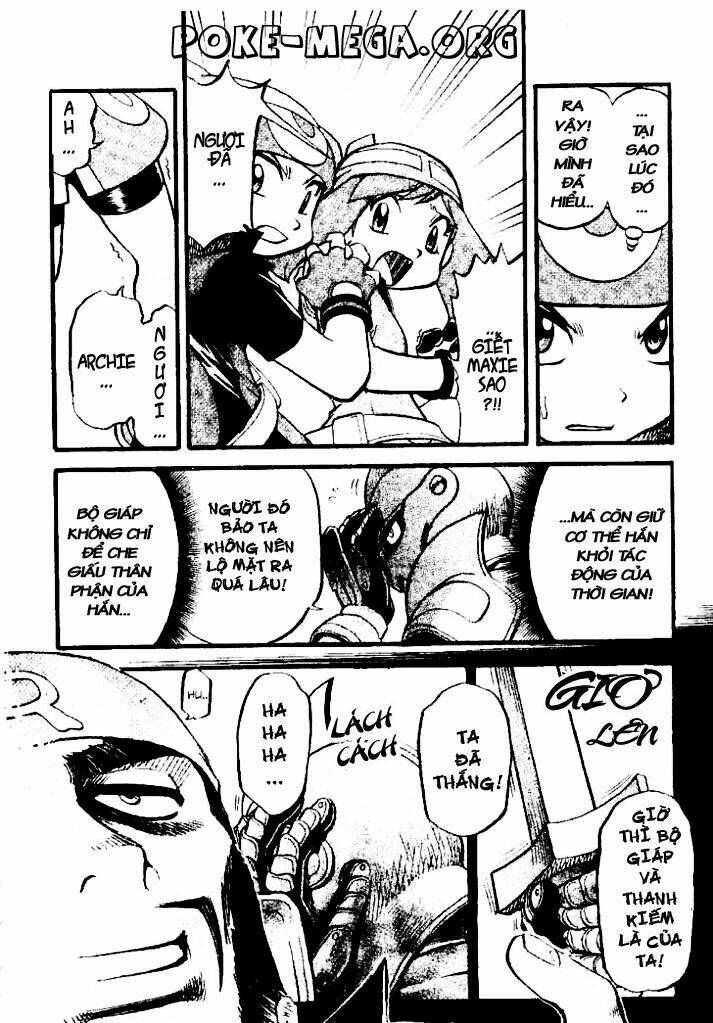 POKE-MEGA.ORG
RA
VẬY!
GIỜ
MÌNH
ĐÃ
HIỂU...
...
TẠI
SAO
LÚC
ĐÓ
...
NGƯƠI
ĐÃ
...
...
GIẾT
MAXIE
SAO
?!!
AH
...
NGƯƠI
...
ARCHIE
...
BỘ GIÁP
KHÔNG CHỈ
ĐỂ CHE
GIẤU THÂN
PHẬN CỦA
HẮN...
NGƯỜI ĐÓ
BẢO TA
KHÔNG NÊN
LỘ MẶT RA
QUÁ LÂU!
...MÀ CÒN GIỮ
CƠ THỂ HẮN
KHỎI TÁC
ĐỘNG CỦA
THỜI GIAN!
GIƠ
LÊN
GIỜ
THÌ BỘ
GIÁP
VÀ
THANH
KIẾM
LÀ CỦA
TA!
TA
ĐÃ
THẮNG!
LÁCH
CÁCH
HA
HA
HA
...
HU..
R